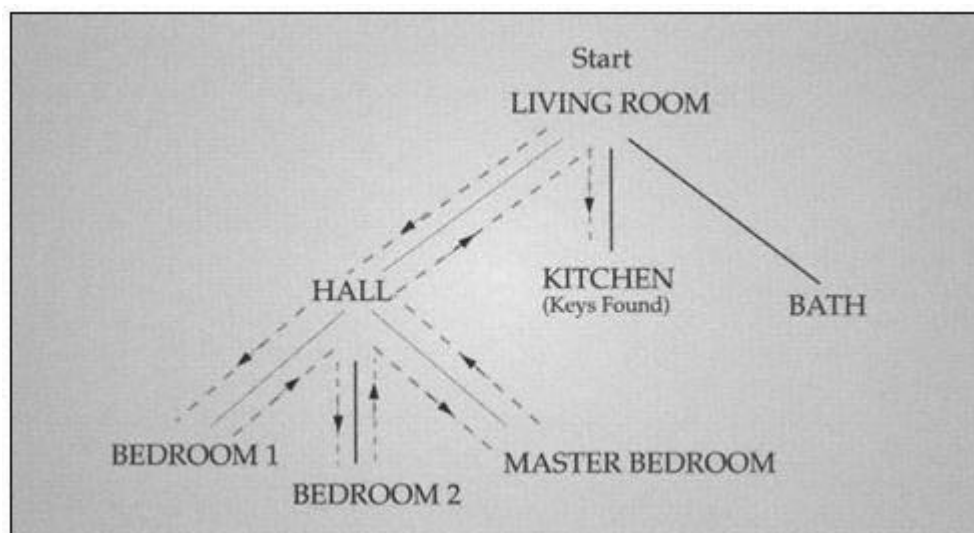 Start
LIVING ROOM
HALL
KITCHEN
(Keys Found)
BATH
BEDROOM 1
BEDROOM 2
MASTER BEDROOM